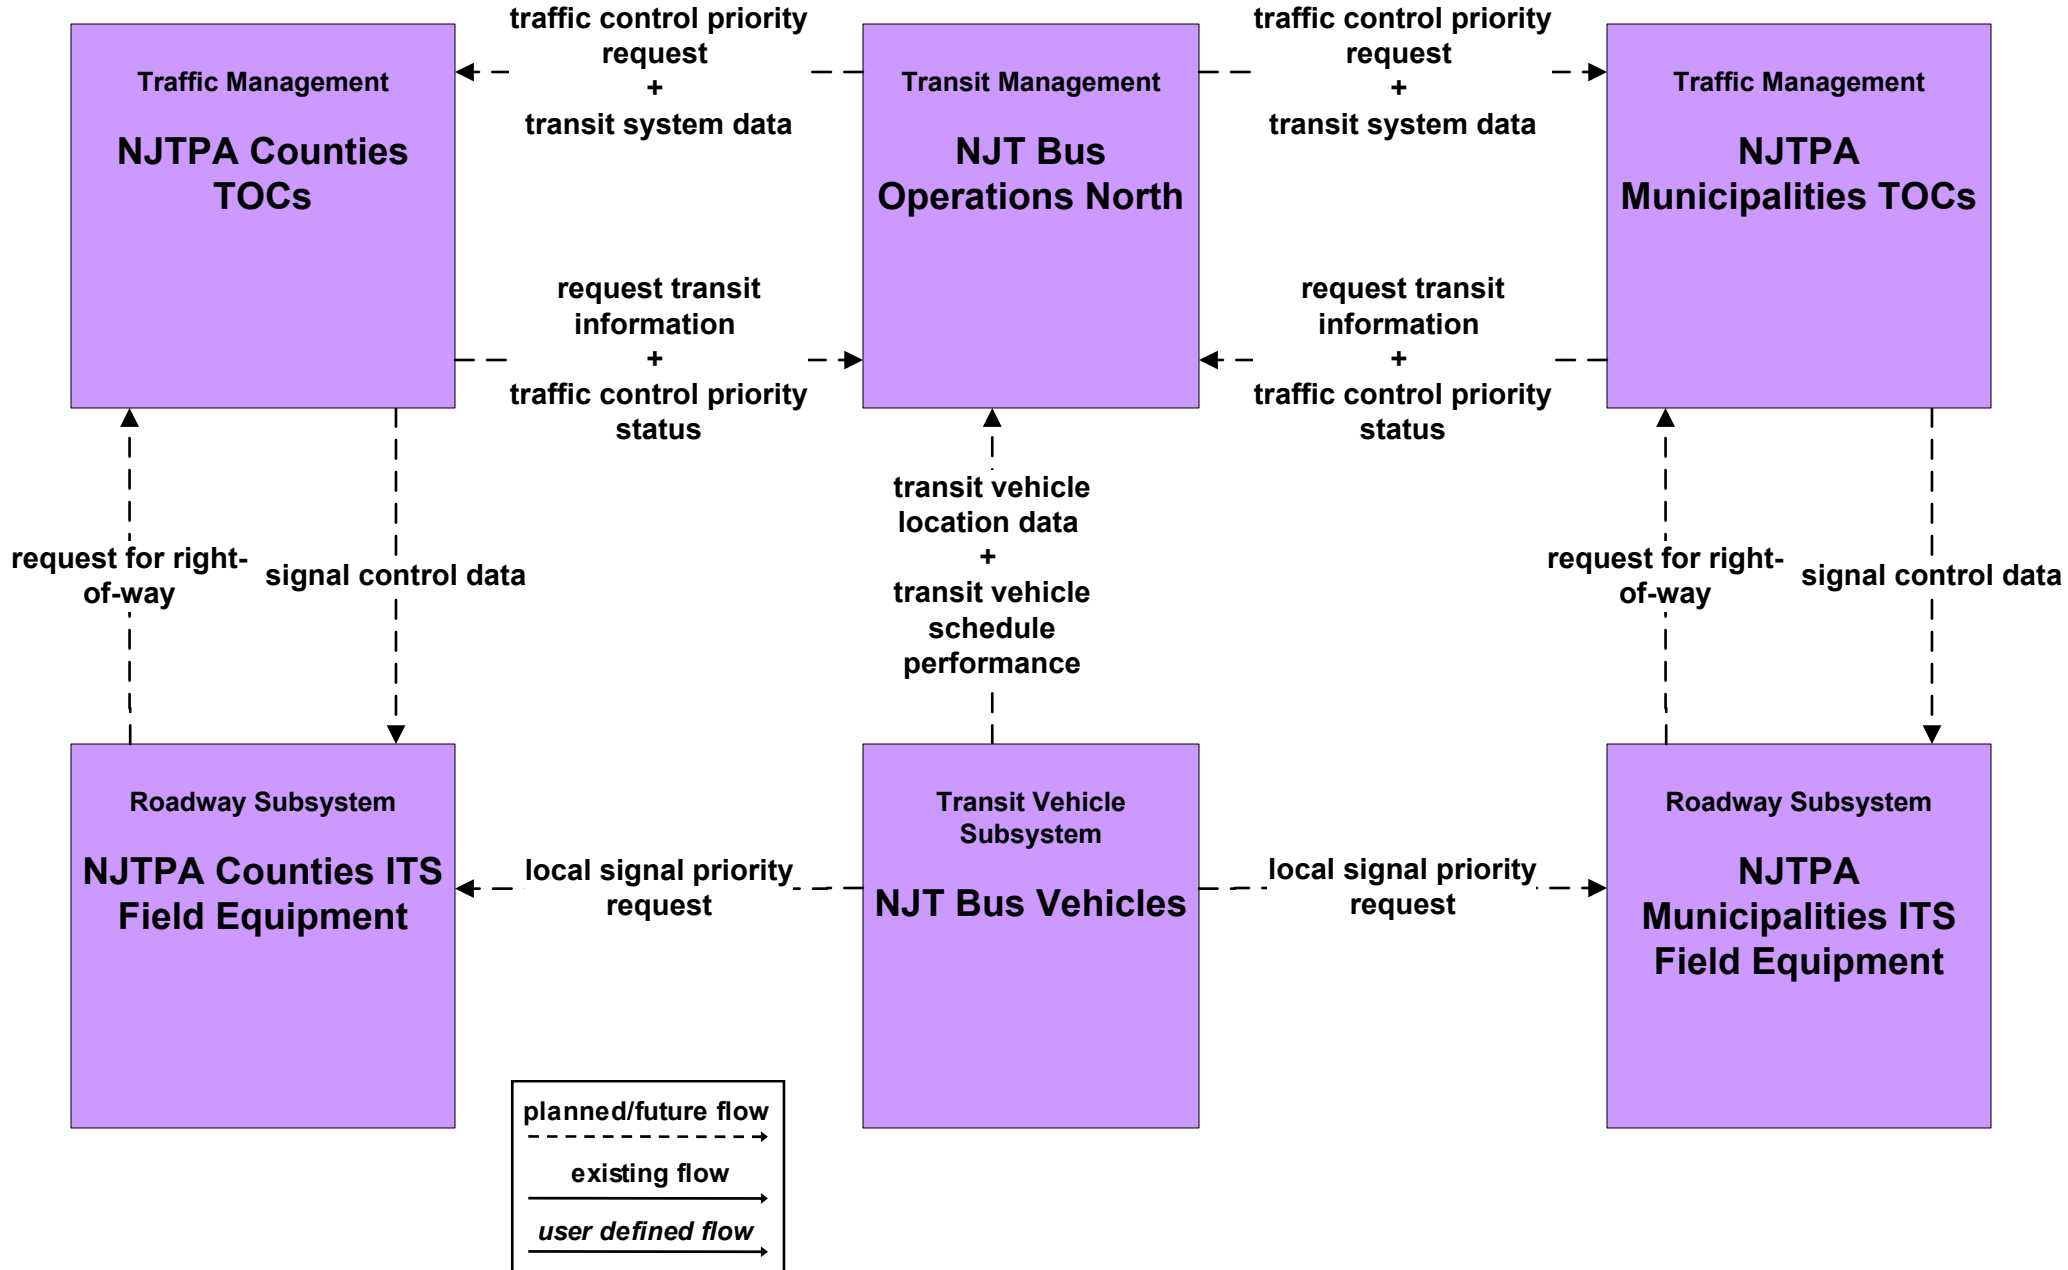 traffic control priority
request
+
transit system data
traffic control priority
request
+
transit system data
Traffic Management
NJTPA Counties
TOCs
Transit Management
NJT Bus
Operations North
Traffic Management
NJTPA
Municipalities TOCs
request transit
information
+
traffic control priority
status
request transit
information
+
traffic control priority
status
request for right-
of-way
signal control data
transit vehicle
location data
+
transit vehicle
schedule
performance
request for right-
of-way
signal control data
Roadway Subsystem
NJTPA Counties ITS
Field Equipment
local signal priority
request
Transit Vehicle
Subsystem
NJT Bus Vehicles
local signal priority
request
Roadway Subsystem
NJTPA
Municipalities ITS
Field Equipment
planned/future flow
existing flow
user defined flow